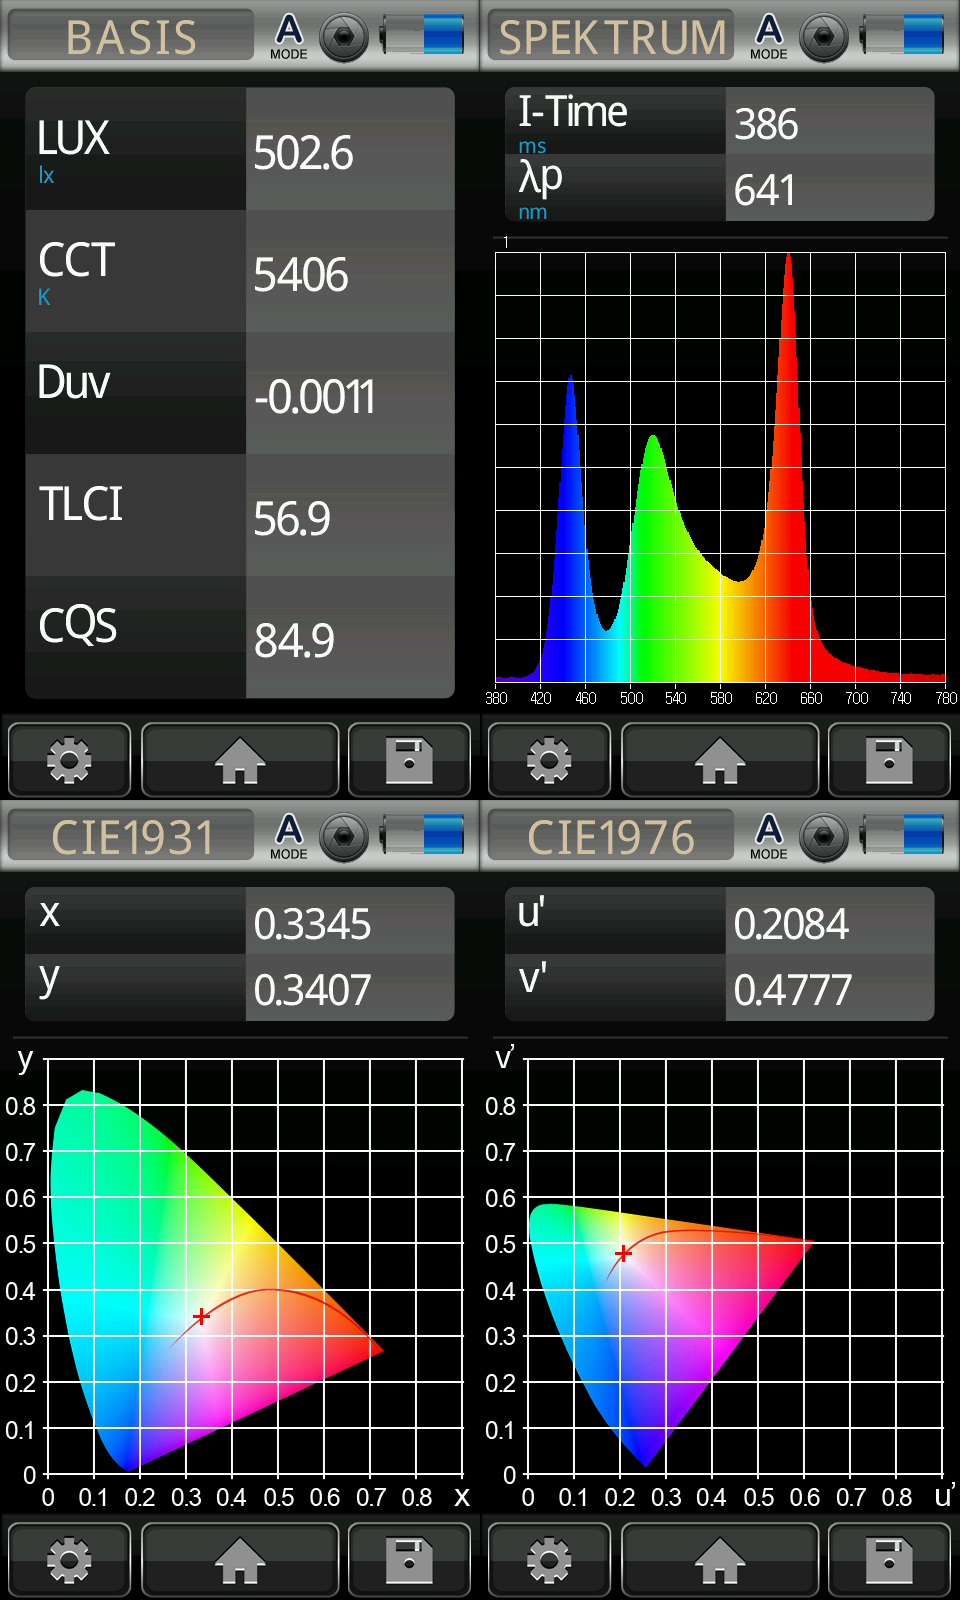 BASIS A MODE
LUX lx 502.6
CCT K 5406
Duv -0.0011
TLCI 56.9
CQS 84.9
SPEKTRUM A MODE
I-Time ms 386
λp nm 641
1
380 420 460 500 540 580 620 660 700 740 780
CIE1931 A MODE
x 0.3345
y 0.3407
y
0.8
0.7
0.6
0.5
0.4
0.3
0.2
0.1
0
0 0.1 0.2 0.3 0.4 0.5 0.6 0.7 0.8 x
CIE1976 A MODE
u' 0.2084
v' 0.4777
v'
0.8
0.7
0.6
0.5
0.4
0.3
0.2
0.1
0
0 0.1 0.2 0.3 0.4 0.5 0.6 0.7 0.8 u'